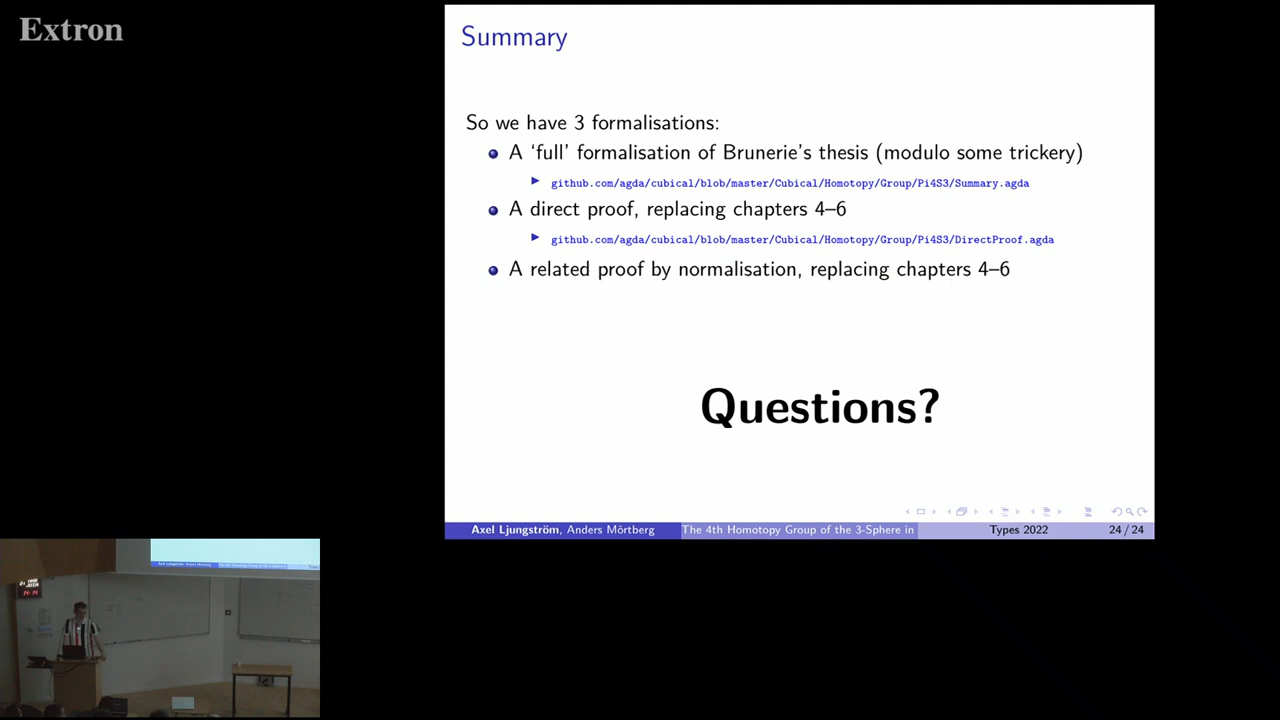 Extron
Summary
So we have 3 formalisations:
A ‘full’ formalisation of Brunerie’s thesis (modulo some trickery)
github.com/agda/cubical/blob/master/Cubical/Homotopy/Group/Pi4S3/Summary.agda
A direct proof, replacing chapters 4–6
github.com/agda/cubical/blob/master/Cubical/Homotopy/Group/Pi4S3/DirectProof.agda
A related proof by normalisation, replacing chapters 4–6
Questions?
Axel Ljungström, Anders Mörtberg The 4th Homotopy Group of the 3-Sphere in Types 2022 24 / 24